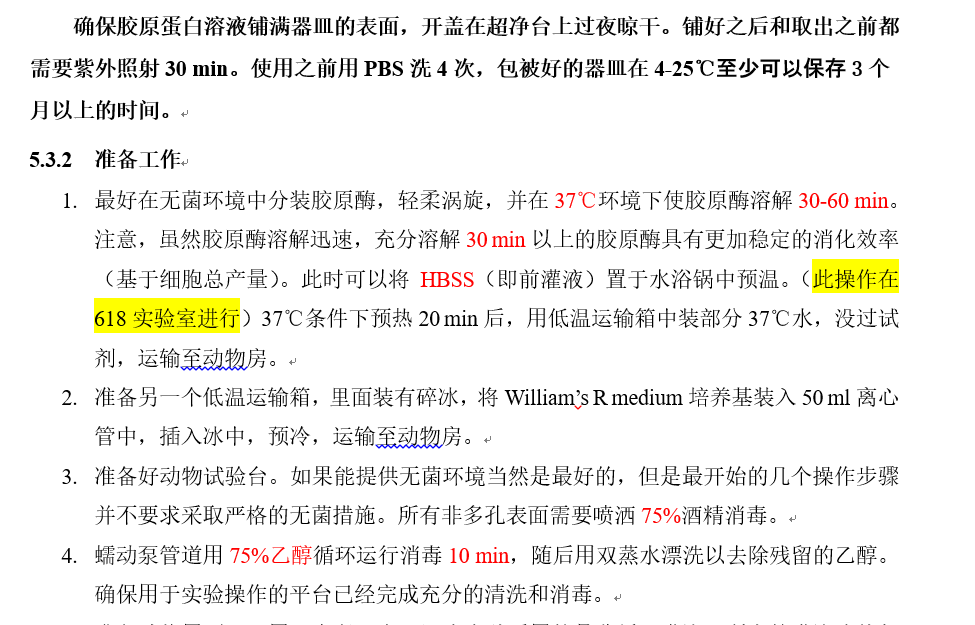 确保胶原蛋白溶液铺满器皿的表面，开盖在超净台上过夜晾干。铺好之后和取出之前都
需要紫外照射 30 min。使用之前用 PBS 洗 4 次，包被好的器皿在 4-25℃至少可以保存 3 个
月以上的时间。
5.3.2 准备工作
1. 最好在无菌环境中分装胶原酶，轻柔涡旋，并在 37℃环境下使胶原酶溶解 30-60 min。
注意，虽然胶原酶溶解迅速，充分溶解 30 min 以上的胶原酶具有更加稳定的消化效率
（基于细胞总产量）。此时可以将 HBSS（即前灌液）置于水浴锅中预温。（此操作在
618 实验室进行）37℃条件下预热 20 min 后，用低温运输箱中装部分 37℃水，没过试
剂，运输至动物房。
2. 准备另一个低温运输箱，里面装有碎冰，将 William’s R medium 培养基装入 50 ml 离心
管中，插入冰中，预冷，运输至动物房。
3. 准备好动物试验台。如果能提供无菌环境当然是最好的，但是最开始的几个操作步骤
并不要求采取严格的无菌措施。所有非多孔表面需要喷洒 75%酒精消毒。
4. 蠕动泵管道用 75%乙醇循环运行消毒 10 min，随后用双蒸水漂洗以去除残留的乙醇。
确保用于实验操作的平台已经完成充分的清洗和消毒。